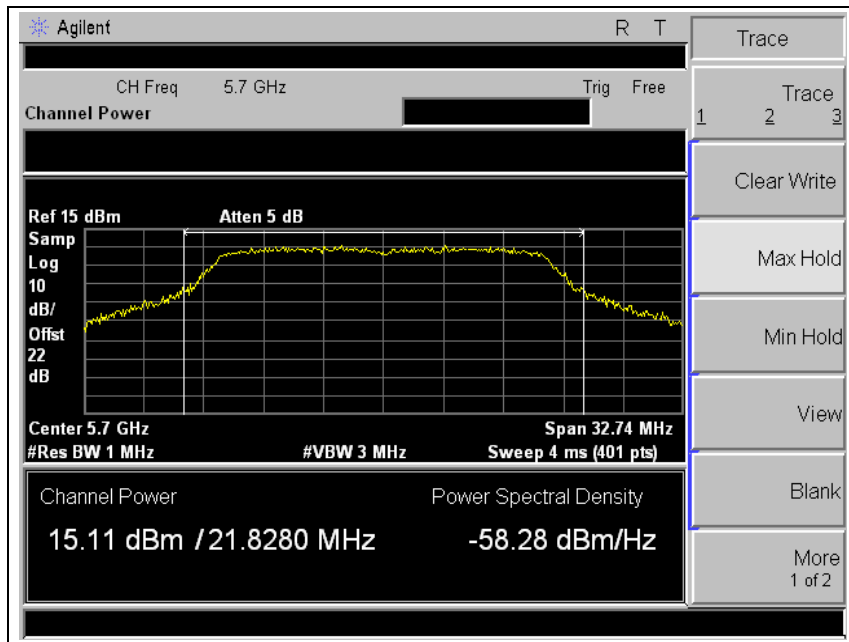 Agilent R T
CH Freq 5.7 GHz Trig Free
Channel Power
Ref 15 dBm Atten 5 dB
Samp
Log
10
dB/
Offst
22
dB
Center 5.7 GHz Span 32.74 MHz
#Res BW 1 MHz #VBW 3 MHz Sweep 4 ms (401 pts)
Channel Power Power Spectral Density
15.11 dBm / 21.8280 MHz -58.28 dBm/Hz
Trace
Trace
1 2 3
Clear Write
Max Hold
Min Hold
View
Blank
More
1 of 2